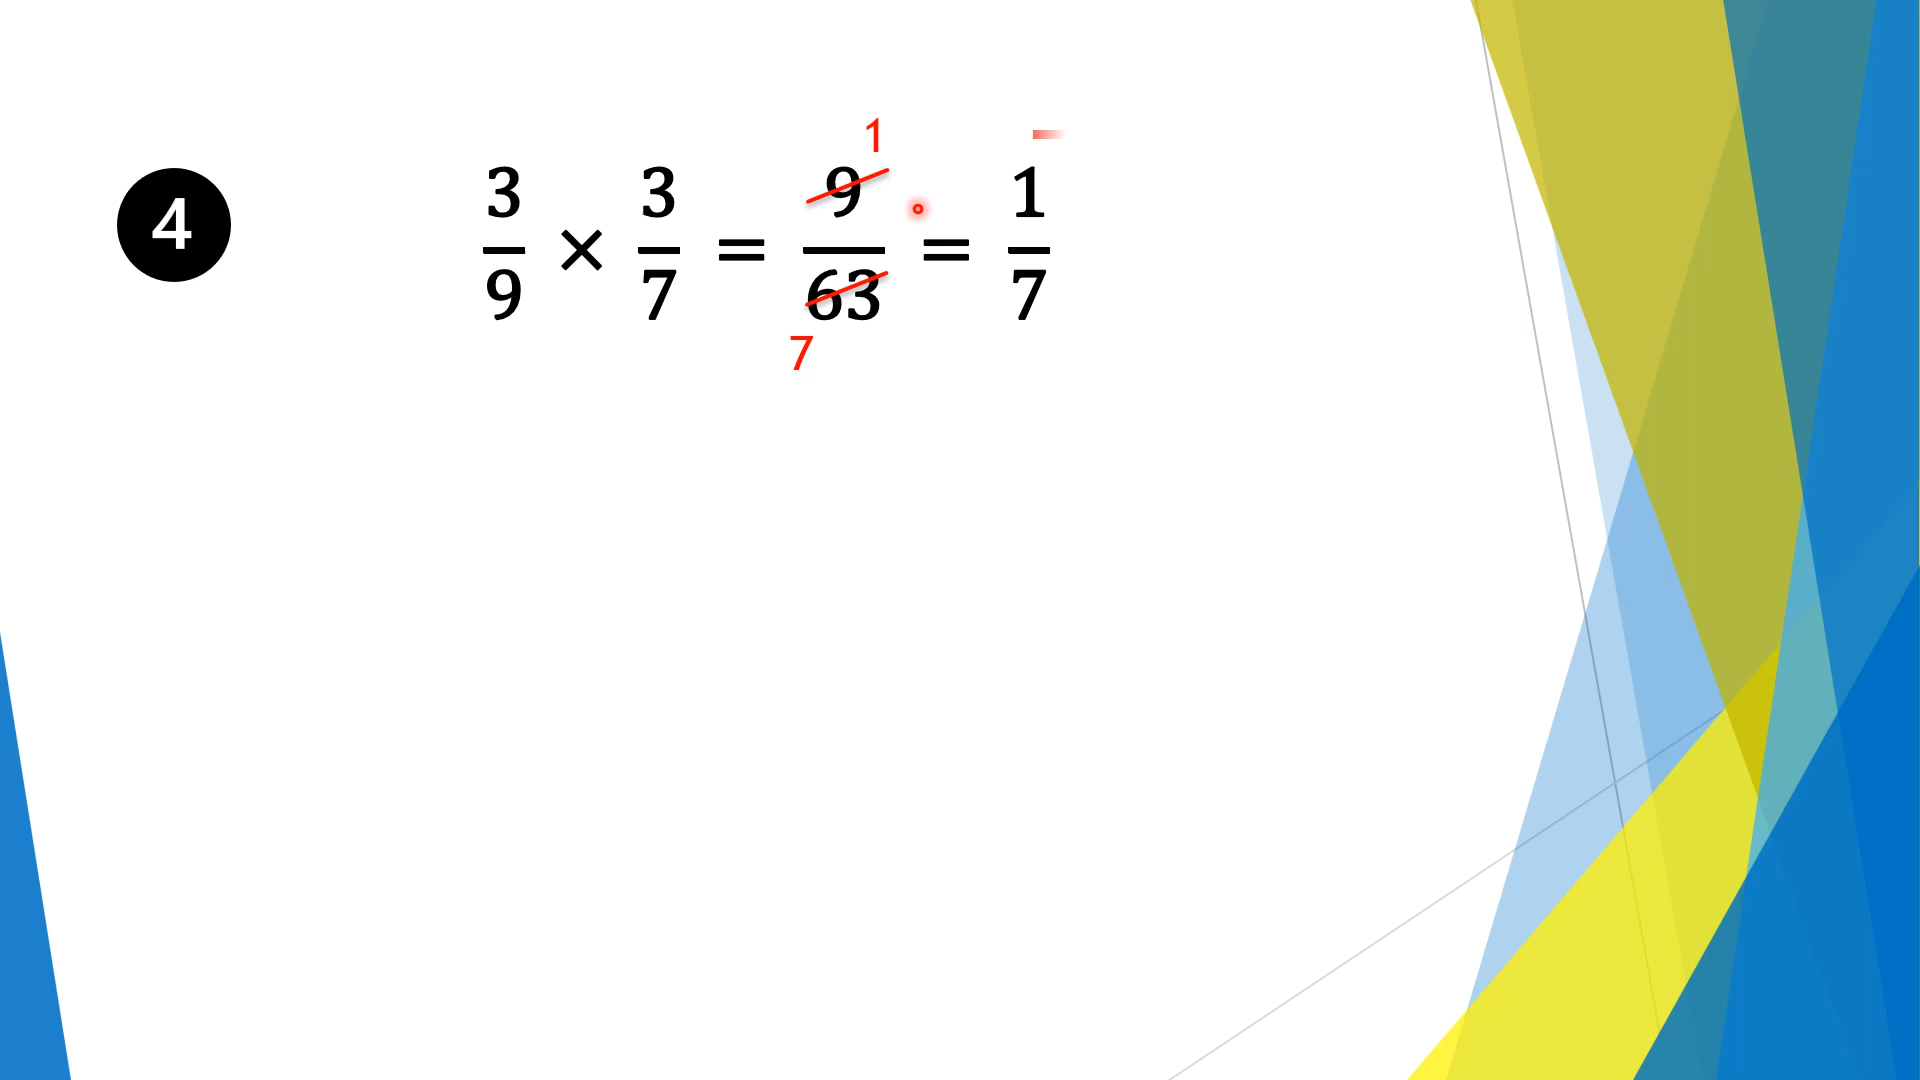 4
3/9 × 3/7 = 9/63 = 1/7
1
7